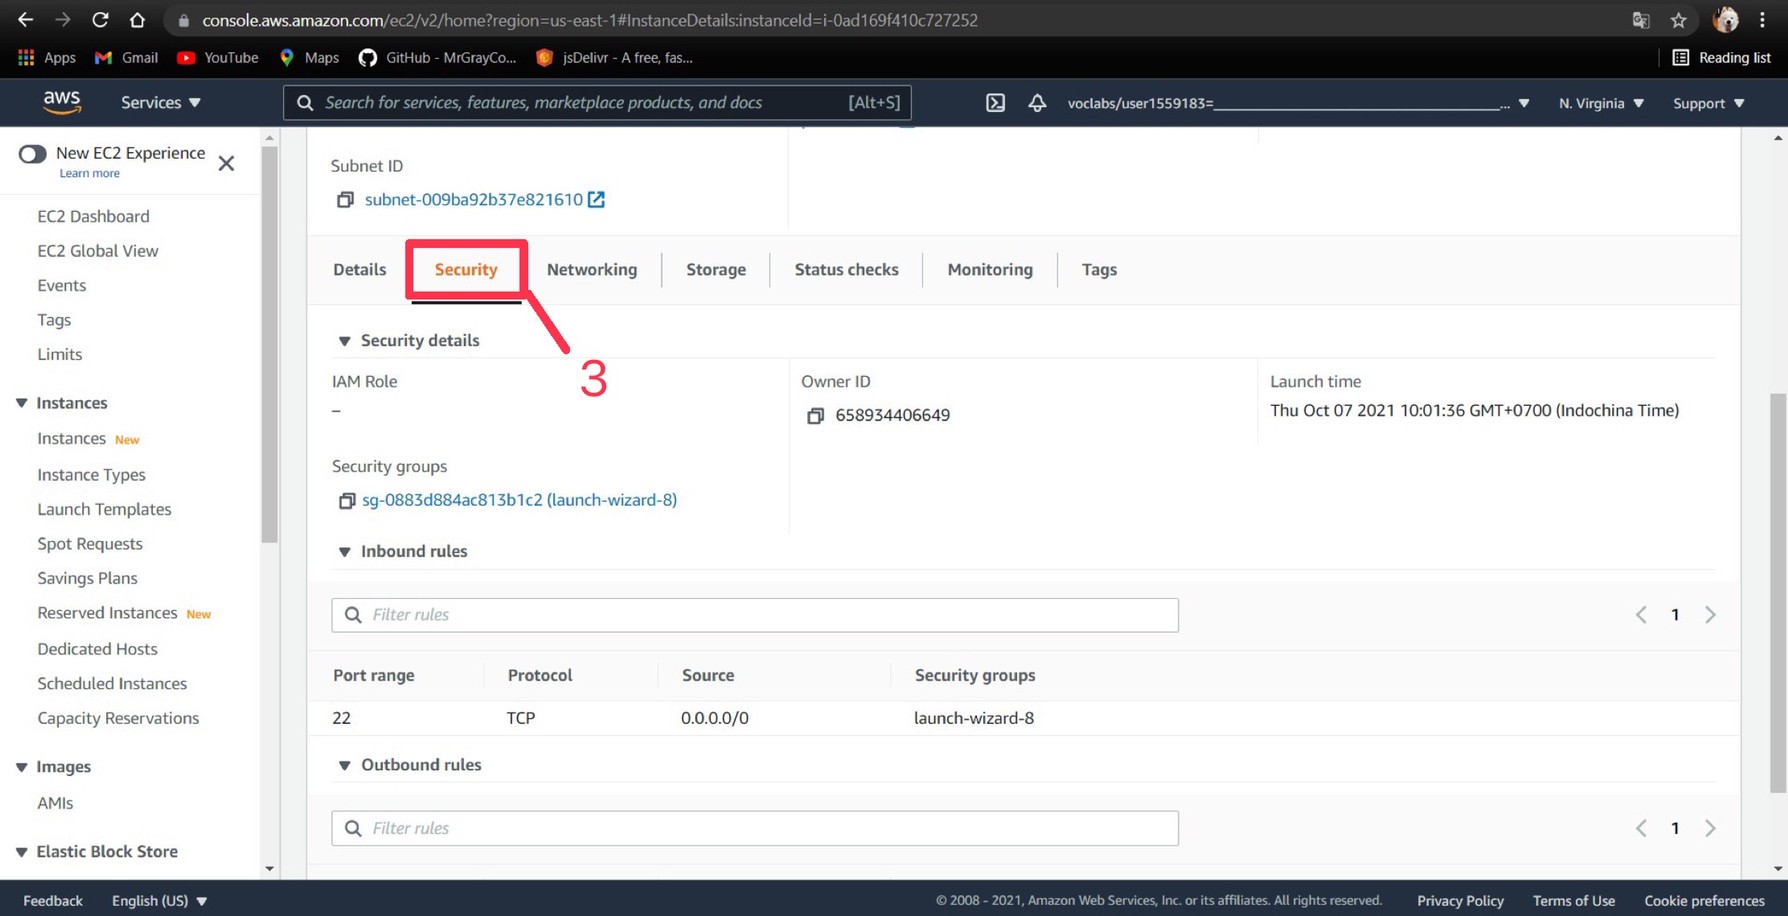 console.aws.amazon.com/ec2/v2/home?region=us-east-1#InstanceDetails:instanceId=i-0ad169f410c727252
Apps Gmail YouTube Maps GitHub - MrGrayCo... jsDelivr - A free, fas... Reading list
aws Services Search for services, features, marketplace products, and docs [Alt+S] voclabs/user1559183=________________________________... N. Virginia Support
New EC2 Experience
Learn more
EC2 Dashboard
EC2 Global View
Events
Tags
Limits
Instances
Instances New
Instance Types
Launch Templates
Spot Requests
Savings Plans
Reserved Instances New
Dedicated Hosts
Scheduled Instances
Capacity Reservations
Images
AMIs
Elastic Block Store
Subnet ID
subnet-009ba92b37e821610
Details Security Networking Storage Status checks Monitoring Tags
3
Security details
IAM Role
–
Owner ID
658934406649
Launch time
Thu Oct 07 2021 10:01:36 GMT+0700 (Indochina Time)
Security groups
sg-0883d884ac813b1c2 (launch-wizard-8)
Inbound rules
Filter rules 1
Port range Protocol Source Security groups
22 TCP 0.0.0.0/0 launch-wizard-8
Outbound rules
Filter rules 1
Feedback English (US) © 2008 - 2021, Amazon Web Services, Inc. or its affiliates. All rights reserved. Privacy Policy Terms of Use Cookie preferences